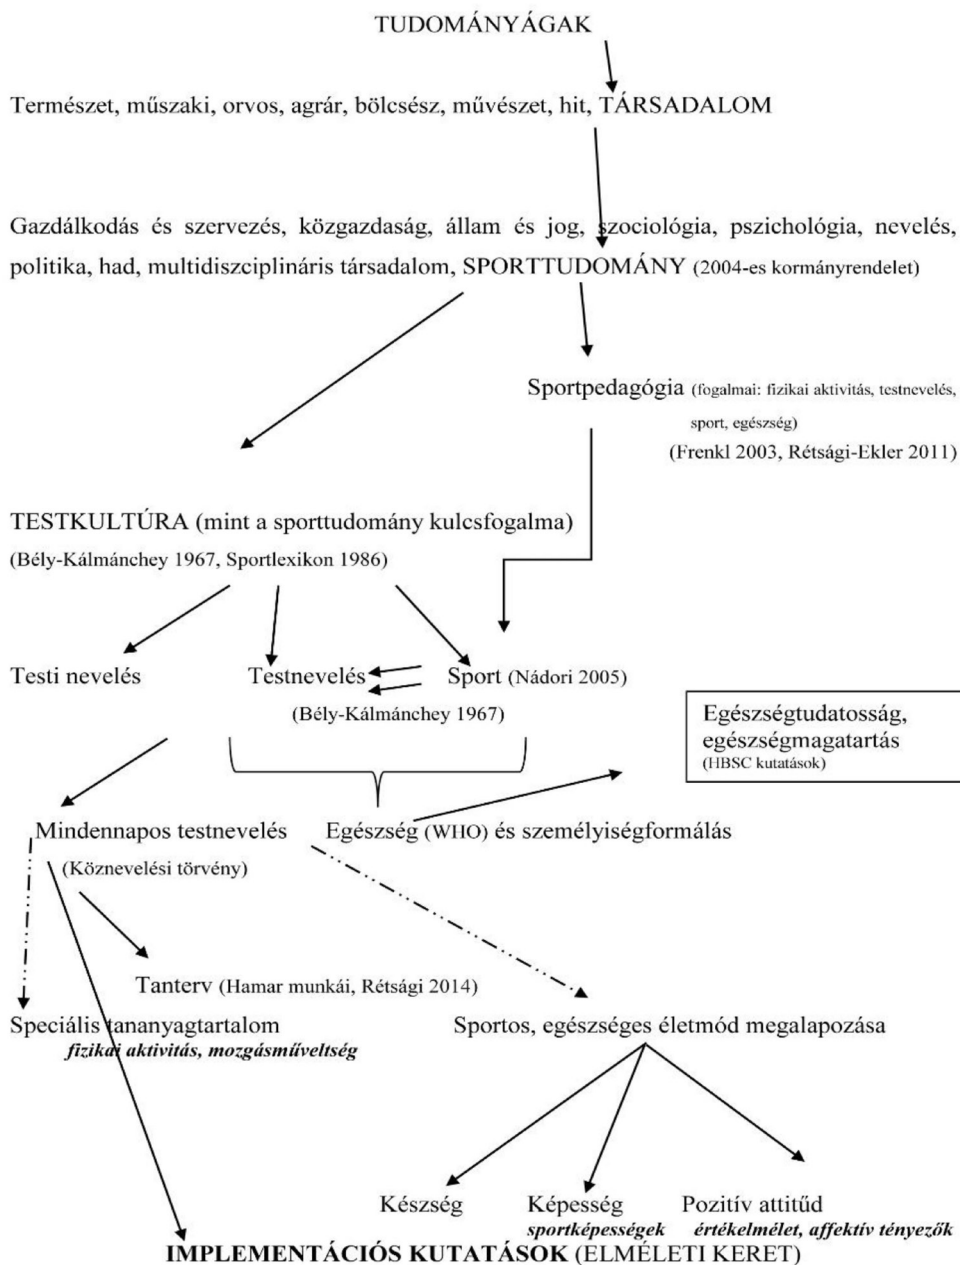 TUDOMÁNYÁGAK
Természet, műszaki, orvos, agrár, bölcsész, művészet, hit, TÁRSADALOM
Gazdálkodás és szervezés, közgazdaság, állam és jog, szociológia, pszichológia, nevelés,
politika, had, multidiszciplináris társadalom, SPORTTUDOMÁNY (2004-es kormányrendelet)
Sportpedagógia (fogalmai: fizikai aktivitás, testnevelés,
sport, egészség)
(Frenkl 2003, Rétsági-Ekler 2011)
TESTKULTÚRA (mint a sporttudomány kulcsfogalma)
(Bély-Kálmánchey 1967, Sportlexikon 1986)
Testi nevelés Testnevelés Sport (Nádori 2005)
(Bély-Kálmánchey 1967)
Egészségtudatosság,
egészségmagatartás
(HBSC kutatások)
Mindennapos testnevelés Egészség (WHO) és személyiségformálás
(Köznevelési törvény)
Tanterv (Hamar munkái, Rétsági 2014)
Speciális tananyagtartalom Sportos, egészséges életmód megalapozása
fizikai aktivitás, mozgásműveltség
Készség Képesség Pozitív attitűd
sportképességek értékelmélet, affektív tényezők
IMPLEMENTÁCIÓS KUTATÁSOK (ELMÉLETI KERET)